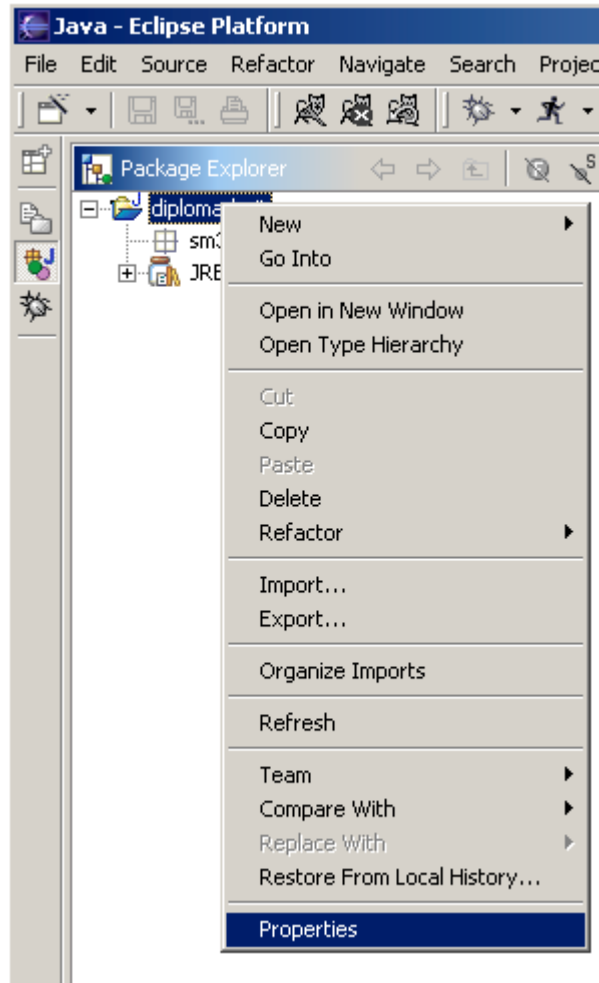 Java - Eclipse Platform
File Edit Source Refactor Navigate Search
Package Explorer
New
sm
Go Into
JRE
Open in New Window
Open Type Hierarchy
Cut
Copy
Paste
Delete
Refactor
Import...
Export...
Organize Imports
Refresh
Team
Compare With
Replace With
Restore From Local History...
Properties